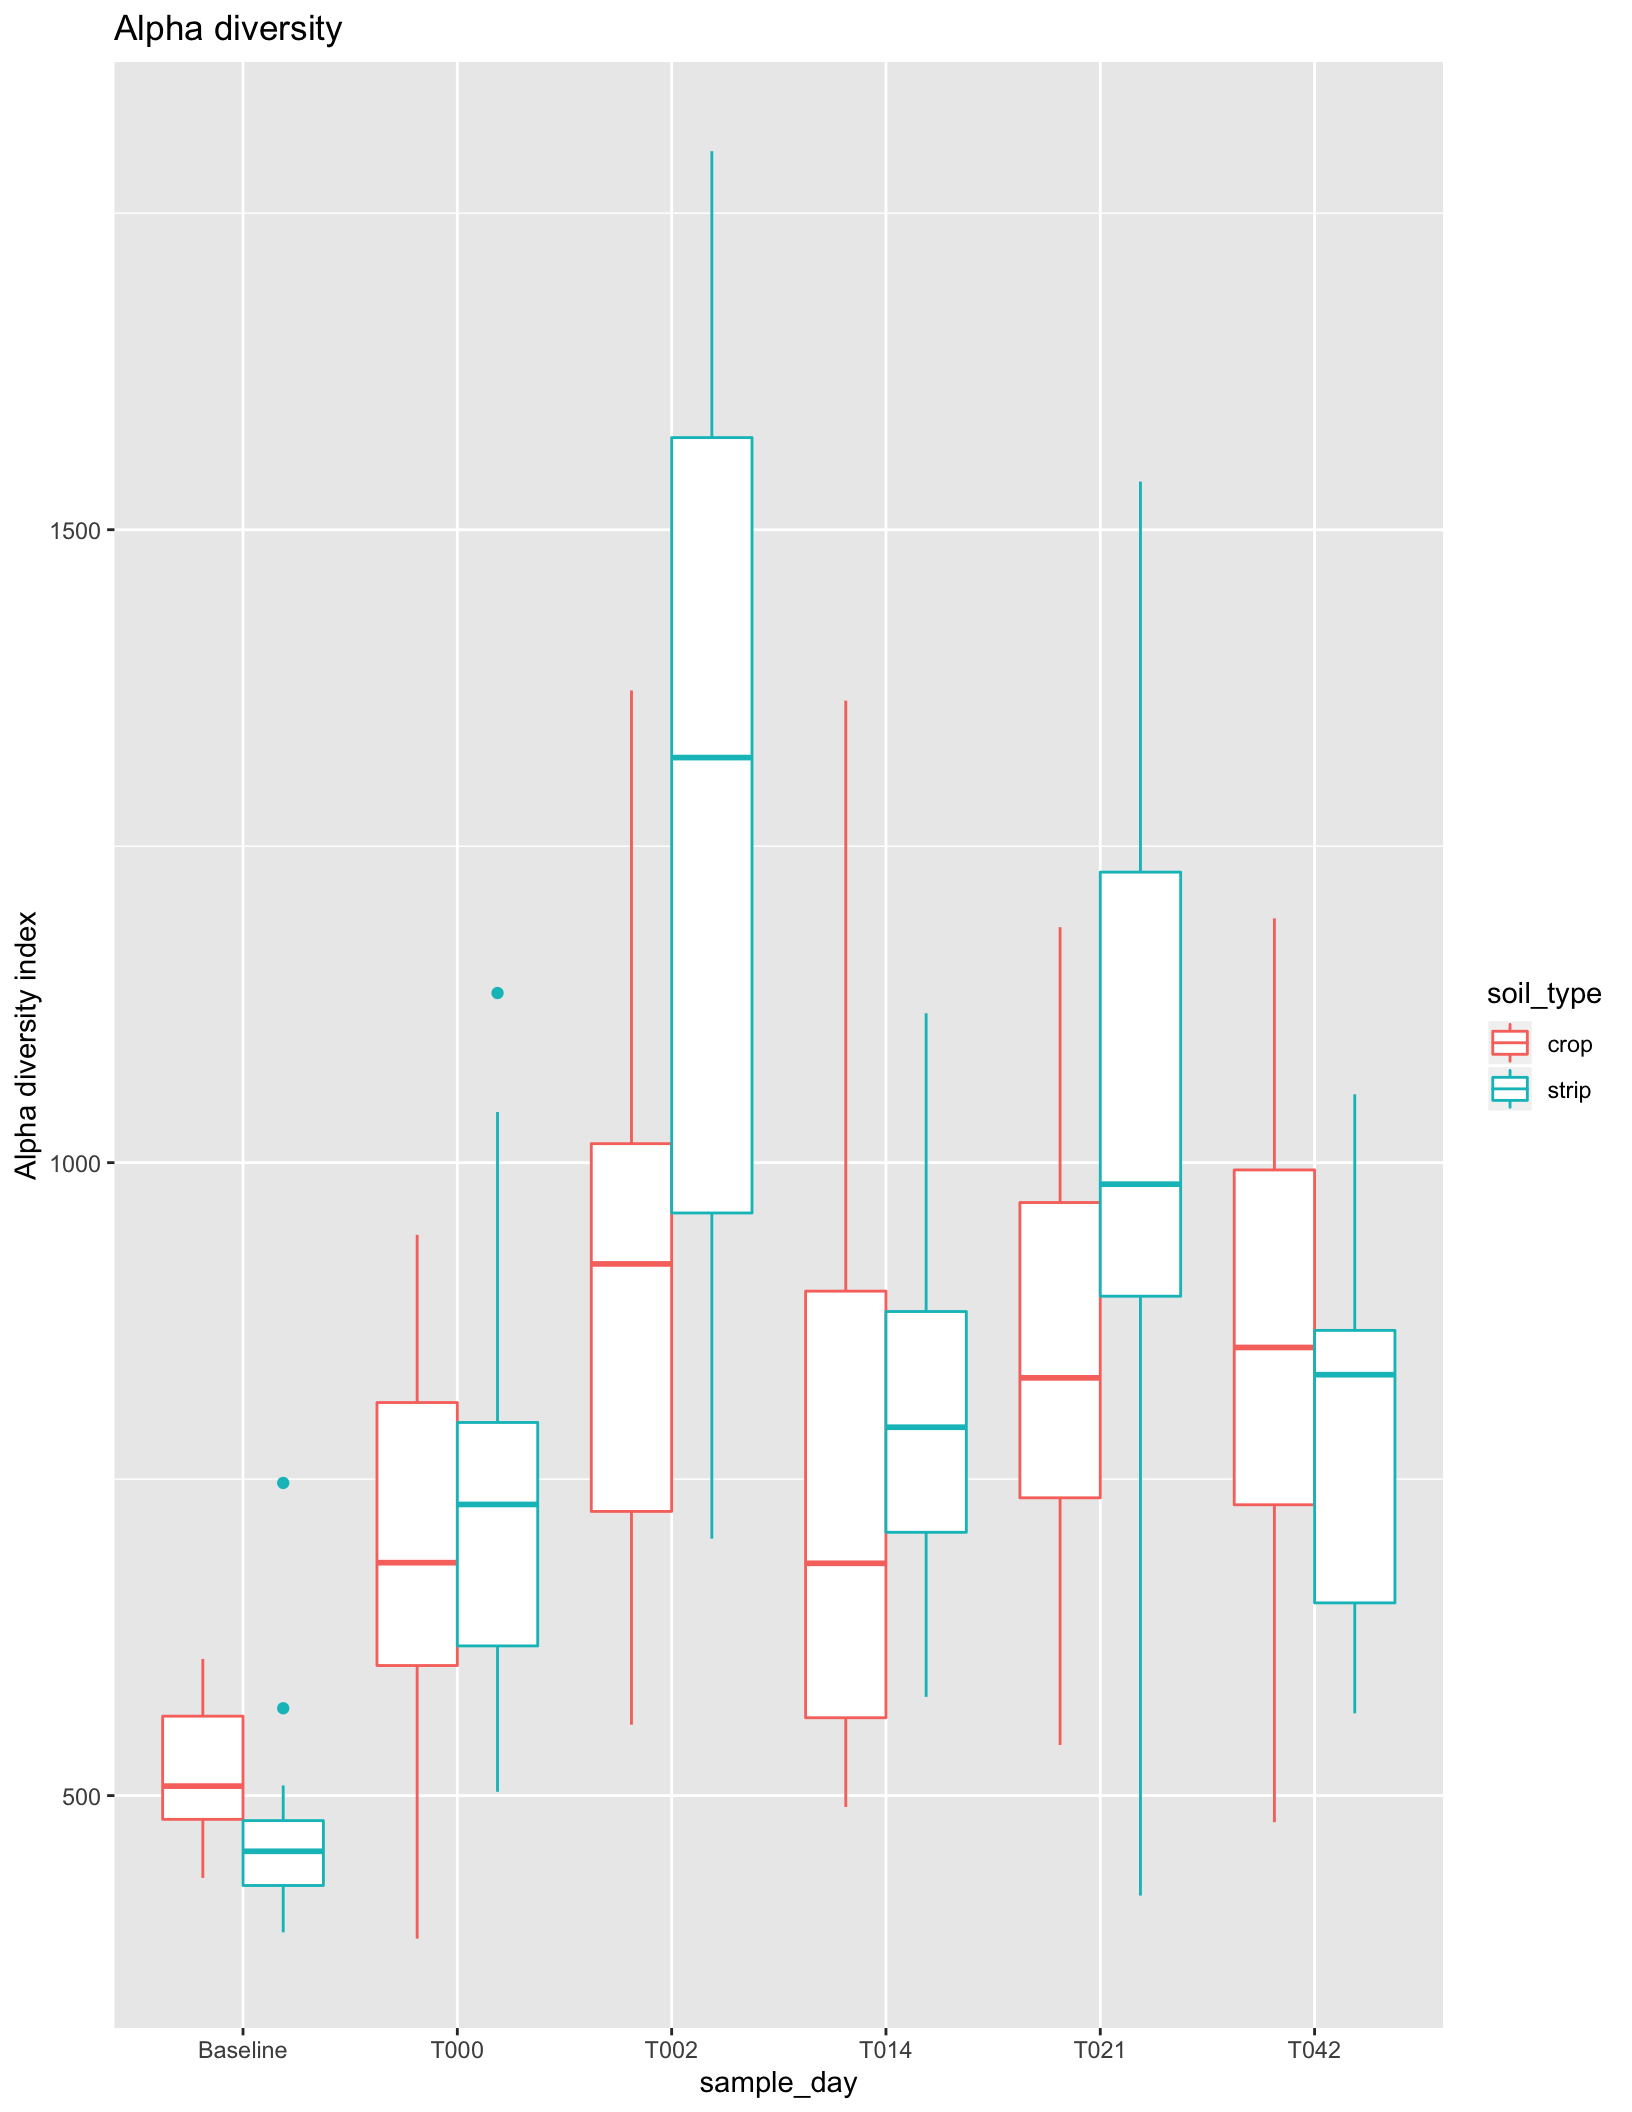 Alpha diversity
Alpha diversity index
1500
1000
500
Baseline T000 T002 T014 T021 T042
sample_day
soil_type
crop
strip